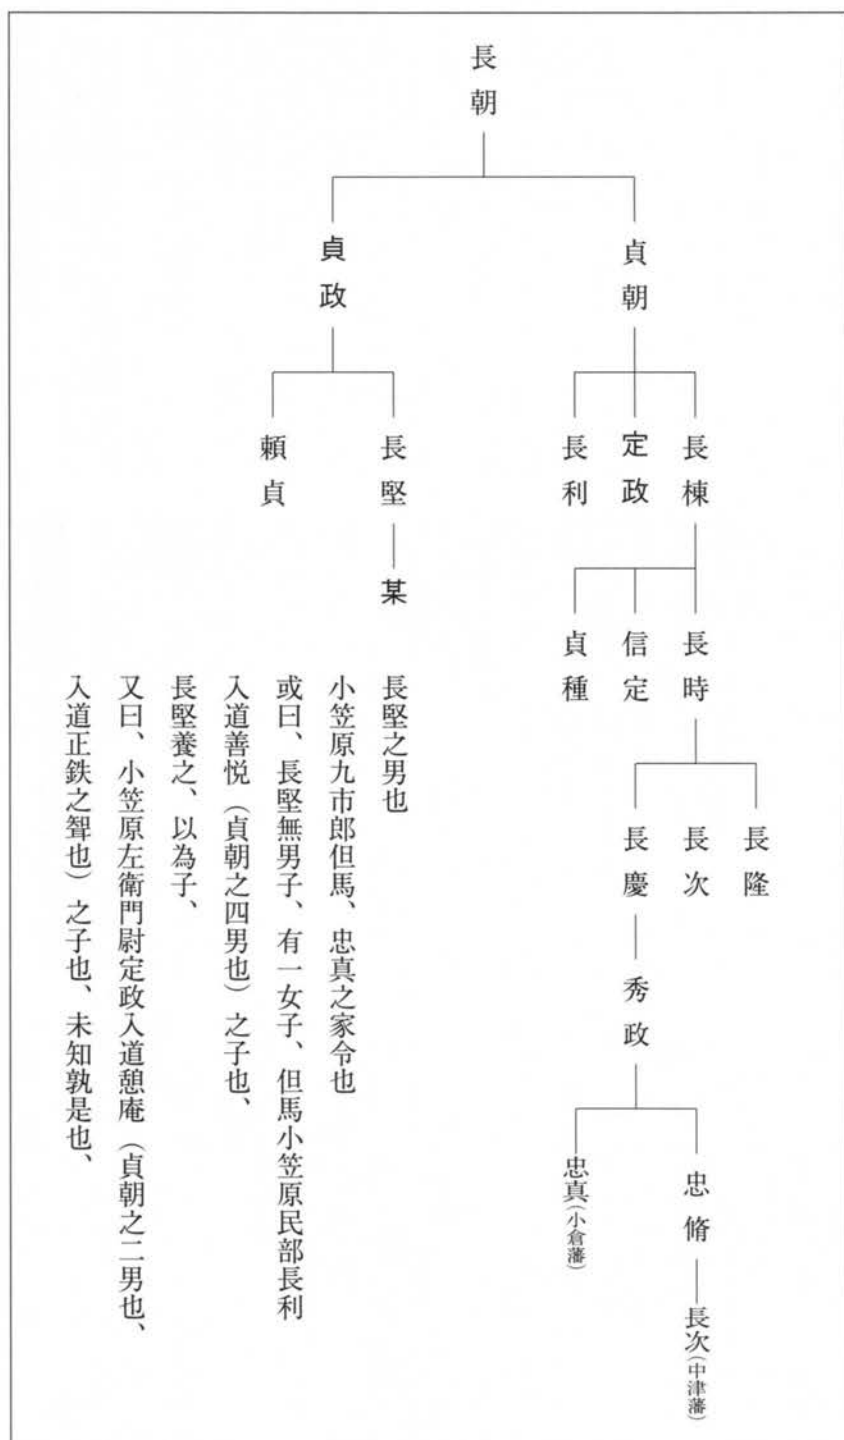 長朝
貞朝
貞政
長棟
定政
長利
長堅
頼貞
長時
信定
貞種
某
長隆
長次
長慶
秀政
忠脩
忠真(小倉藩)
長次(中津藩)
長堅之男也
小笠原九市郎但馬、忠真之家令也
或曰、長堅無男子、有一女子、但馬小笠原民部長利
入道善悦(貞朝之四男也)之子也、
長堅養之、以為子、
又曰、小笠原左衛門尉定政入道憩庵(貞朝之二男也、
入道正鉄之聟也)之子也、未知孰是也、